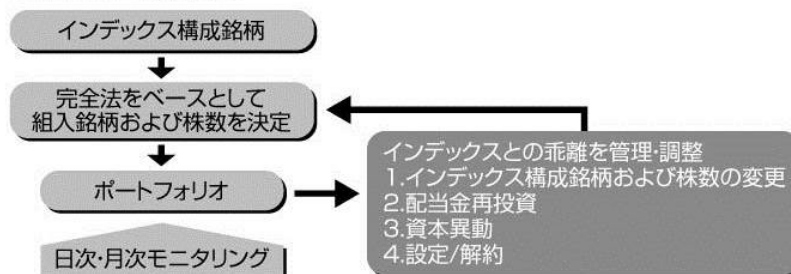 インデックス構成銘柄
完全法をベースとして
組入銘柄および株数を決定
ポートフォリオ
日次・月次モニタリング
インデックスとの乖離を管理・調整
1.インデックス構成銘柄および株数の変更
2.配当金再投資
3.資本異動
4.設定/解約